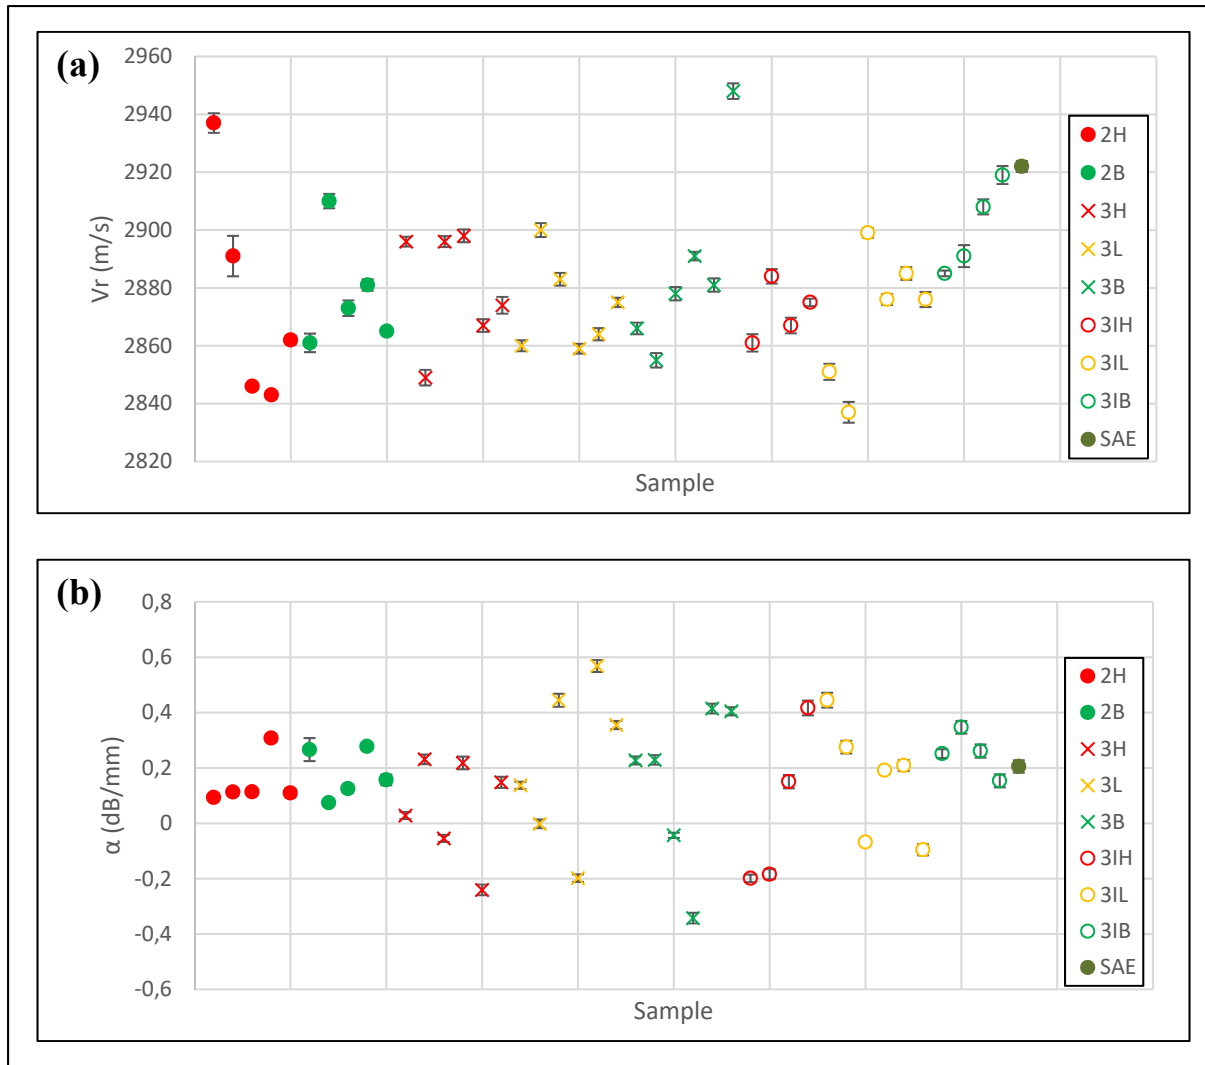 (a)
2960
2940
2920
2900
2880
2860
2840
2820
Vr (m/s)
Sample
2H
2B
3H
3L
3B
3IH
3IL
3IB
SAE
(b)
0,8
0,6
0,4
0,2
0
-0,2
-0,4
-0,6
α (dB/mm)
Sample
2H
2B
3H
3L
3B
3IH
3IL
3IB
SAE